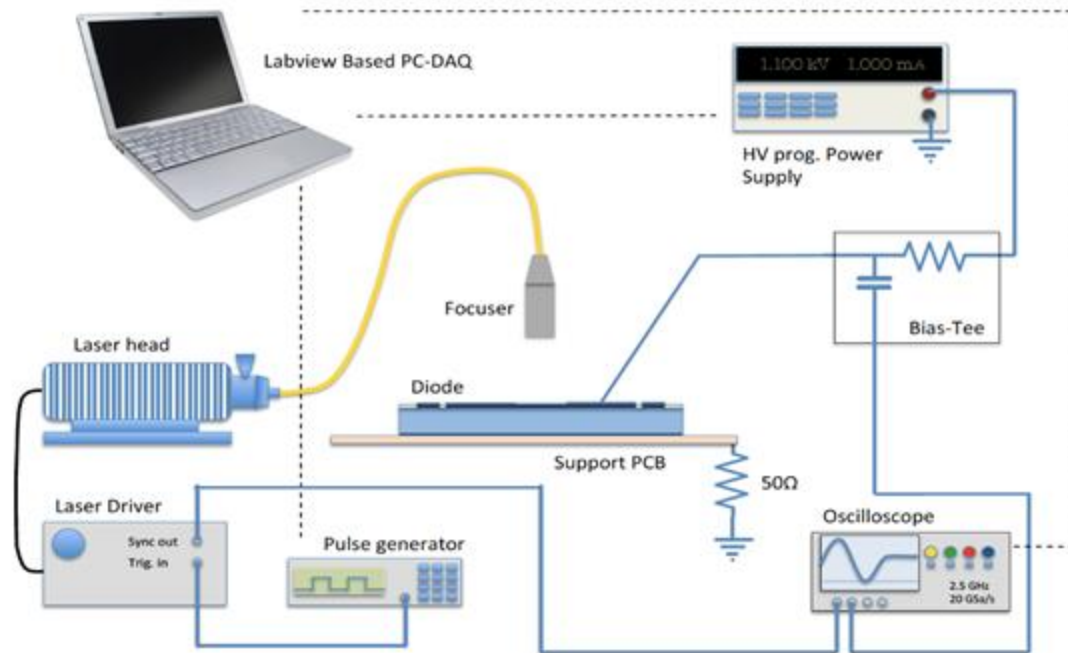 Labview Based PC-DAQ
1.100 kV 1.000 mA
HV prog. Power
Supply
Focuser
Bias-Tee
Laser head
Diode
Support PCB
50Ω
Laser Driver
Sync out
Trig. in
Pulse generator
Oscilloscope
2.5 GHz
20 GSa/s